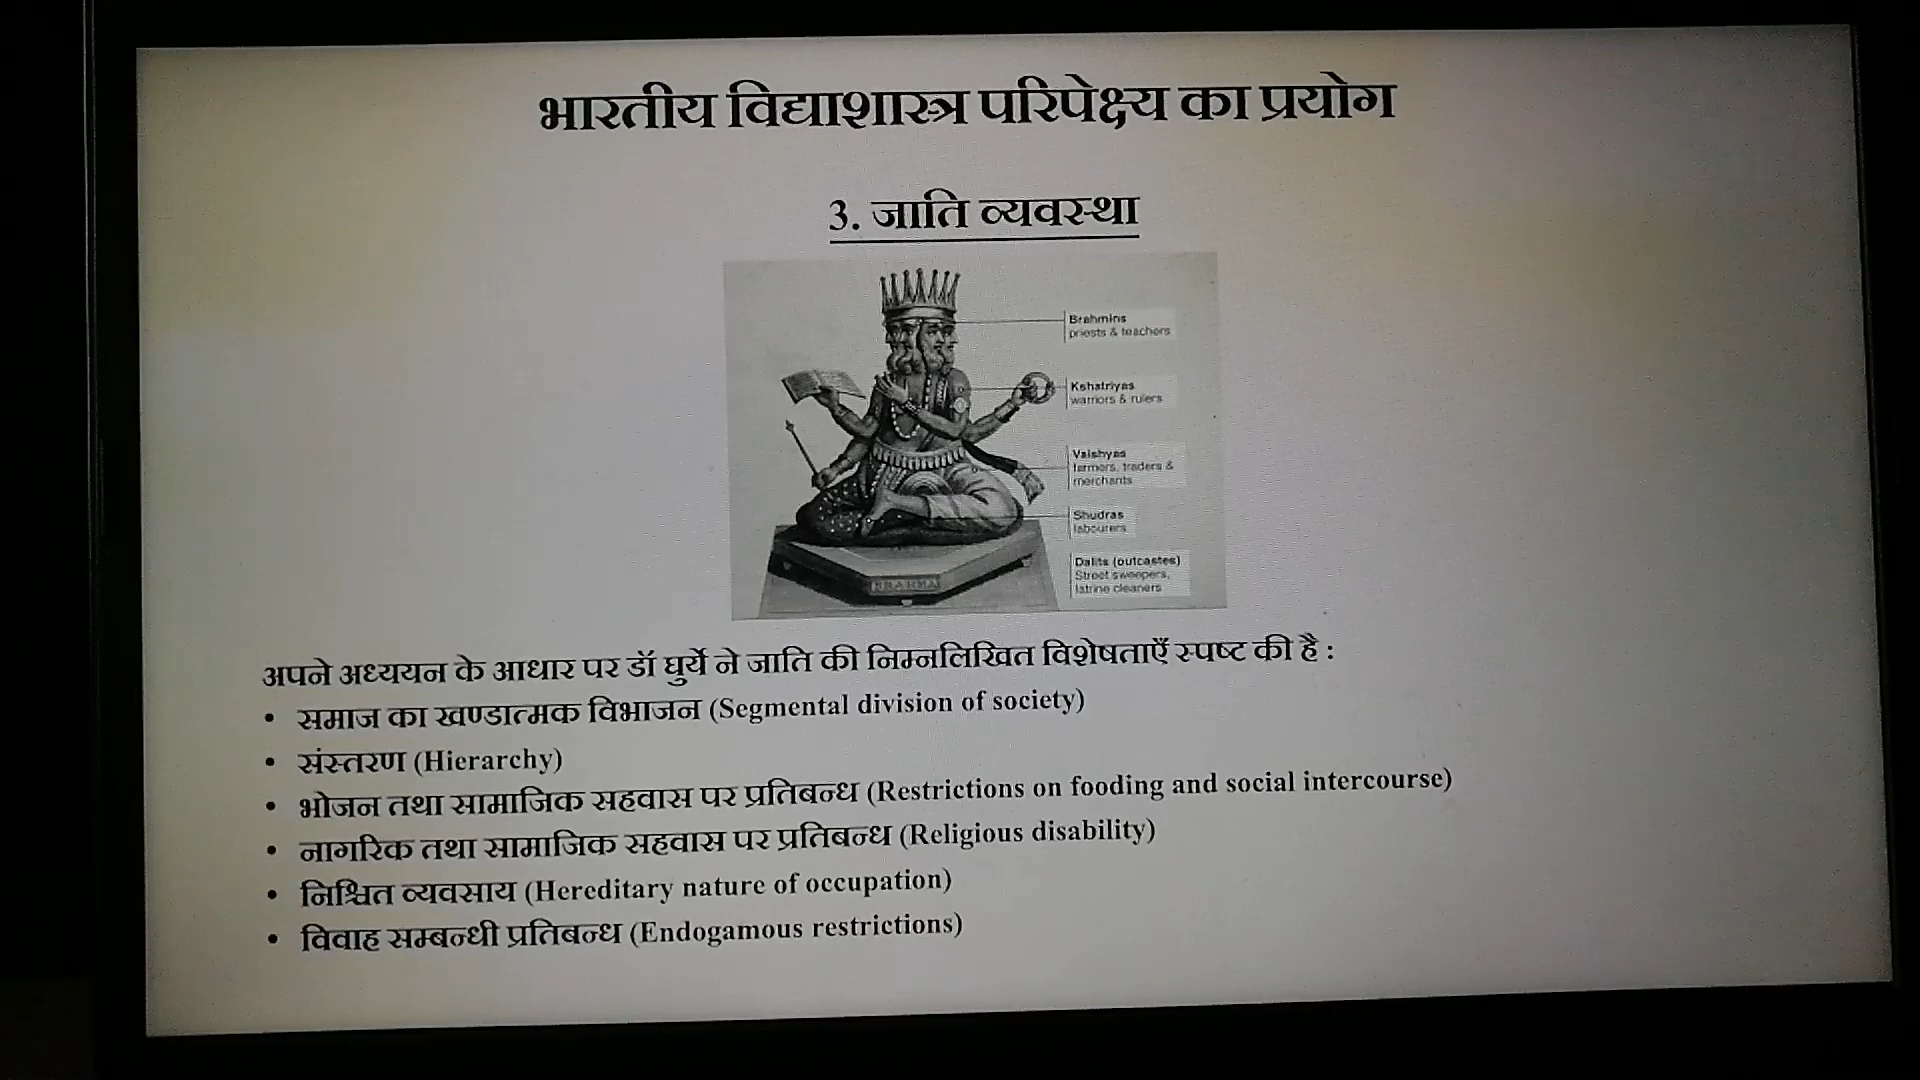 भारतीय विद्याशास्त्र परिपेक्ष्य का प्रयोग
3. जाति व्यवस्था
Brahmins
priests & teachers
Kshatriyas
warriors & rulers
Vaishyas
farmers, traders &
merchants
Shudras
labourers
Dalits (outcastes)
Street sweepers,
latrine cleaners
BRAHMA
अपने अध्ययन के आधार पर डॉ घुर्ये ने जाति की निम्नलिखित विशेषताएँ स्पष्ट की है :
• समाज का खण्डात्मक विभाजन (Segmental division of society)
• संस्तरण (Hierarchy)
• भोजन तथा सामाजिक सहवास पर प्रतिबन्ध (Restrictions on fooding and social intercourse)
• नागरिक तथा सामाजिक सहवास पर प्रतिबन्ध (Religious disability)
• निश्चित व्यवसाय (Hereditary nature of occupation)
• विवाह सम्बन्धी प्रतिबन्ध (Endogamous restrictions)